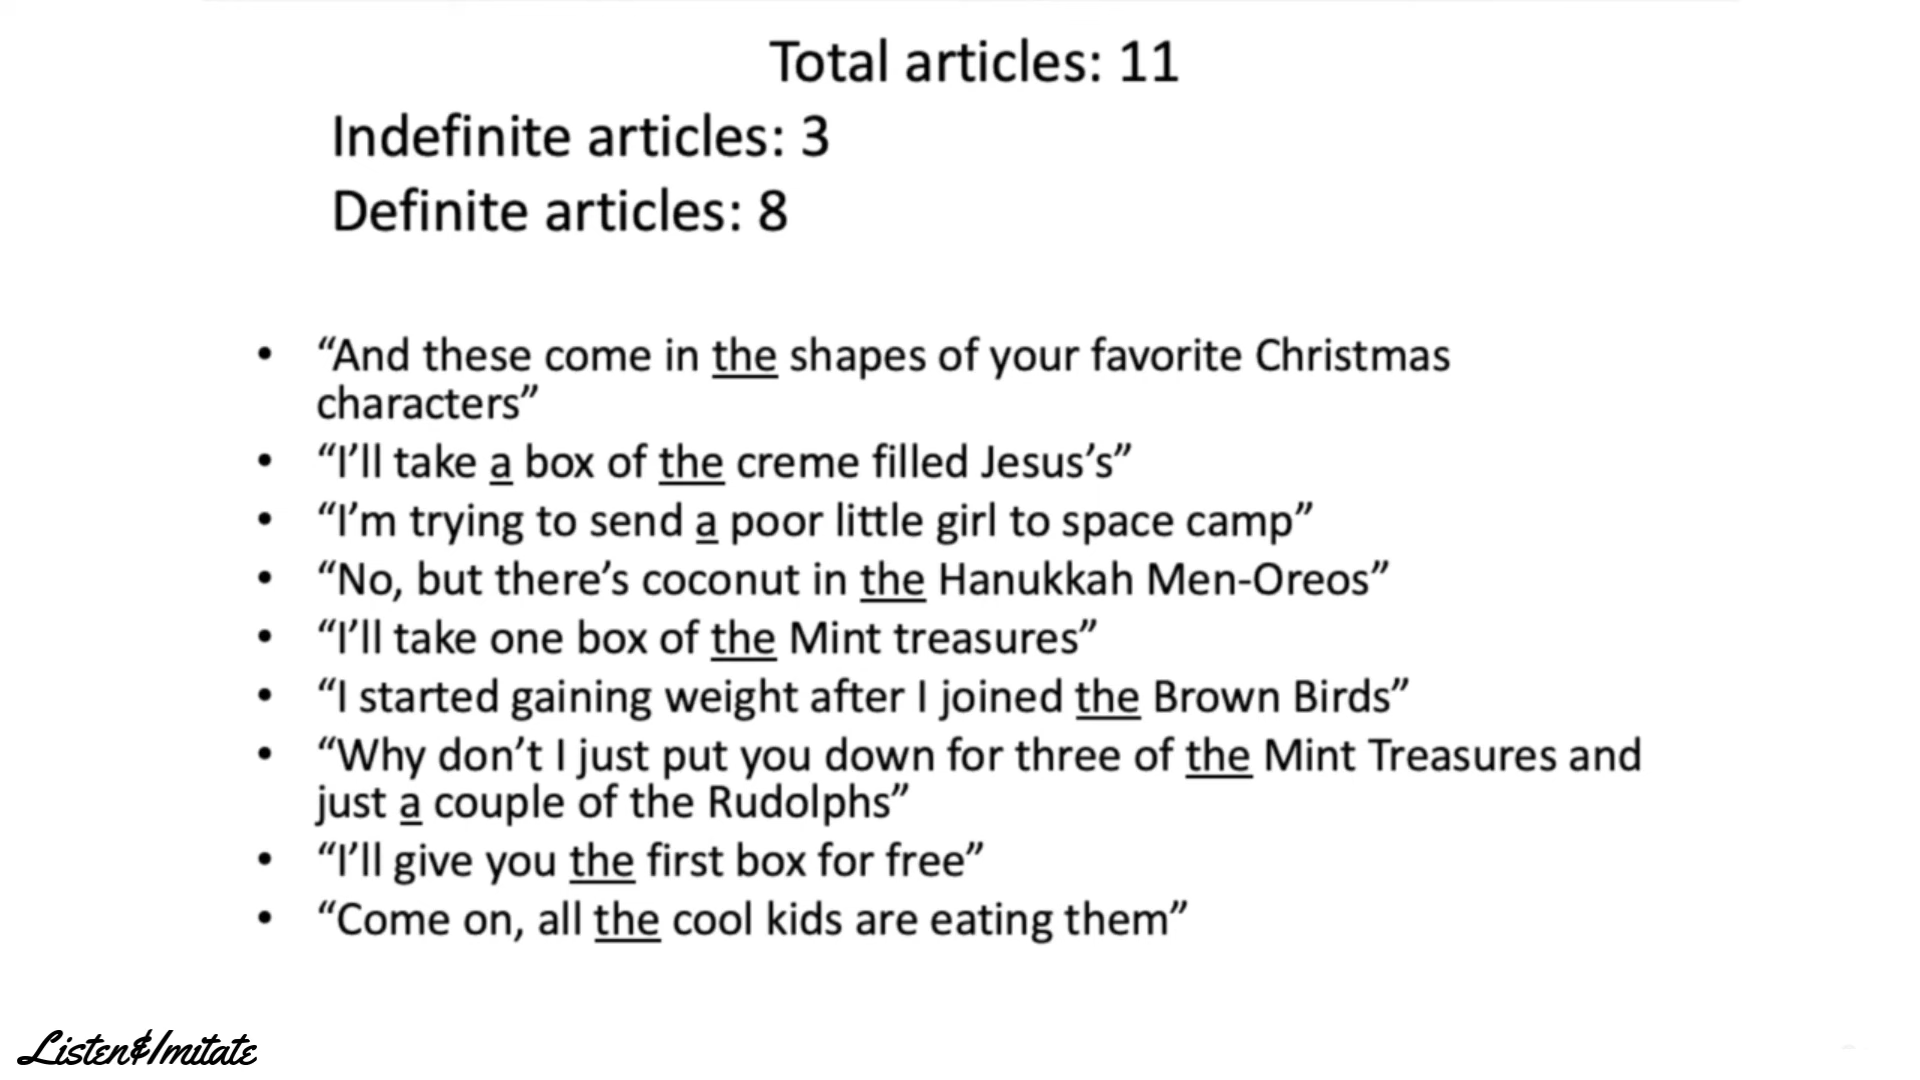 Total articles: 11
Indefinite articles: 3
Definite articles: 8
• “And these come in the shapes of your favorite Christmas
characters”
• “I’ll take a box of the creme filled Jesus’s”
• “I’m trying to send a poor little girl to space camp”
• “No, but there’s coconut in the Hanukkah Men-Oreos”
• “I’ll take one box of the Mint treasures”
• “I started gaining weight after I joined the Brown Birds”
• “Why don’t I just put you down for three of the Mint Treasures and
just a couple of the Rudolphs”
• “I’ll give you the first box for free”
• “Come on, all the cool kids are eating them”
Listen&Imitate